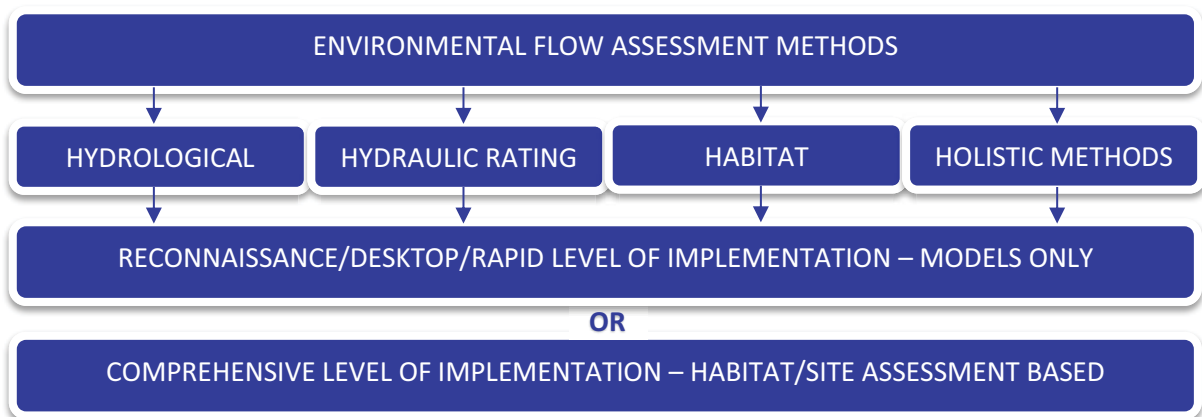 ENVIRONMENTAL FLOW ASSESSMENT METHODS
HYDROLOGICAL
HYDRAULIC RATING
HABITAT
HOLISTIC METHODS
RECONNAISSANCE/DESKTOP/RAPID LEVEL OF IMPLEMENTATION – MODELS ONLY
OR
COMPREHENSIVE LEVEL OF IMPLEMENTATION – HABITAT/SITE ASSESSMENT BASED